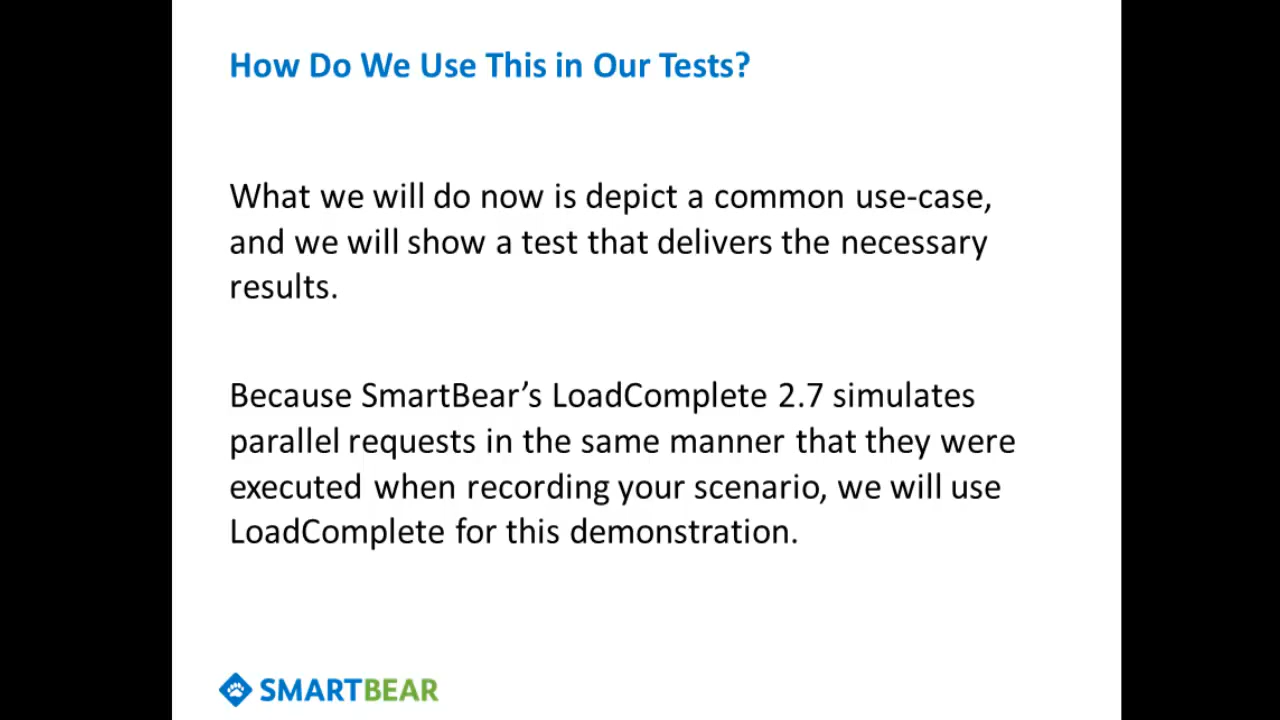 How Do We Use This in Our Tests?
What we will do now is depict a common use-case,
and we will show a test that delivers the necessary
results.
Because SmartBear’s LoadComplete 2.7 simulates
parallel requests in the same manner that they were
executed when recording your scenario, we will use
LoadComplete for this demonstration.
SMARTBEAR